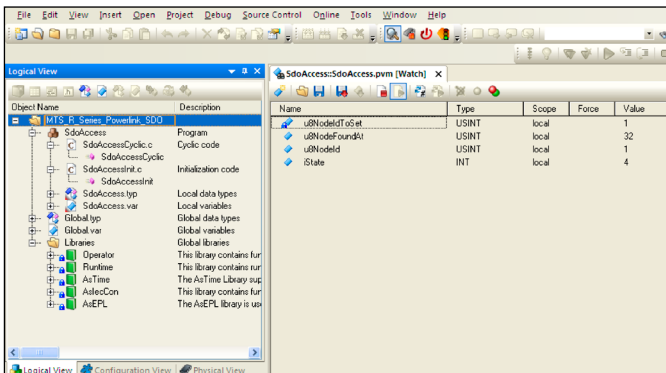 File Edit View Insert Open Project Debug Source Control Online Tools Window Help
Logical View
SdoAccess::SdoAccess.pvm [Watch] X
Object Name Description
MTS_R_Series_Powerlink_SDO
SdoAccess Program
SdoAccessCyclic.c Cyclic code
SdoAccessCyclic
SdoAccessInit.c Initialization code
SdoAccessInit
SdoAccess.typ Local data types
SdoAccess.var Local variables
Global.typ Global data types
Global.var Global variables
Libraries Global libraries
Operator This library contains fur
Runtime This library contains rur
AsTime The AsTime Library sup
AsIecCon This library contains fur
AsEPL The AsEPL library is use
Name Type Scope Force Value
u8NodeIdToSet USINT local 1
u8NodeFoundAt USINT local 32
u8NodeId USINT local 1
iState INT local 4
Logical View Configuration View Physical View